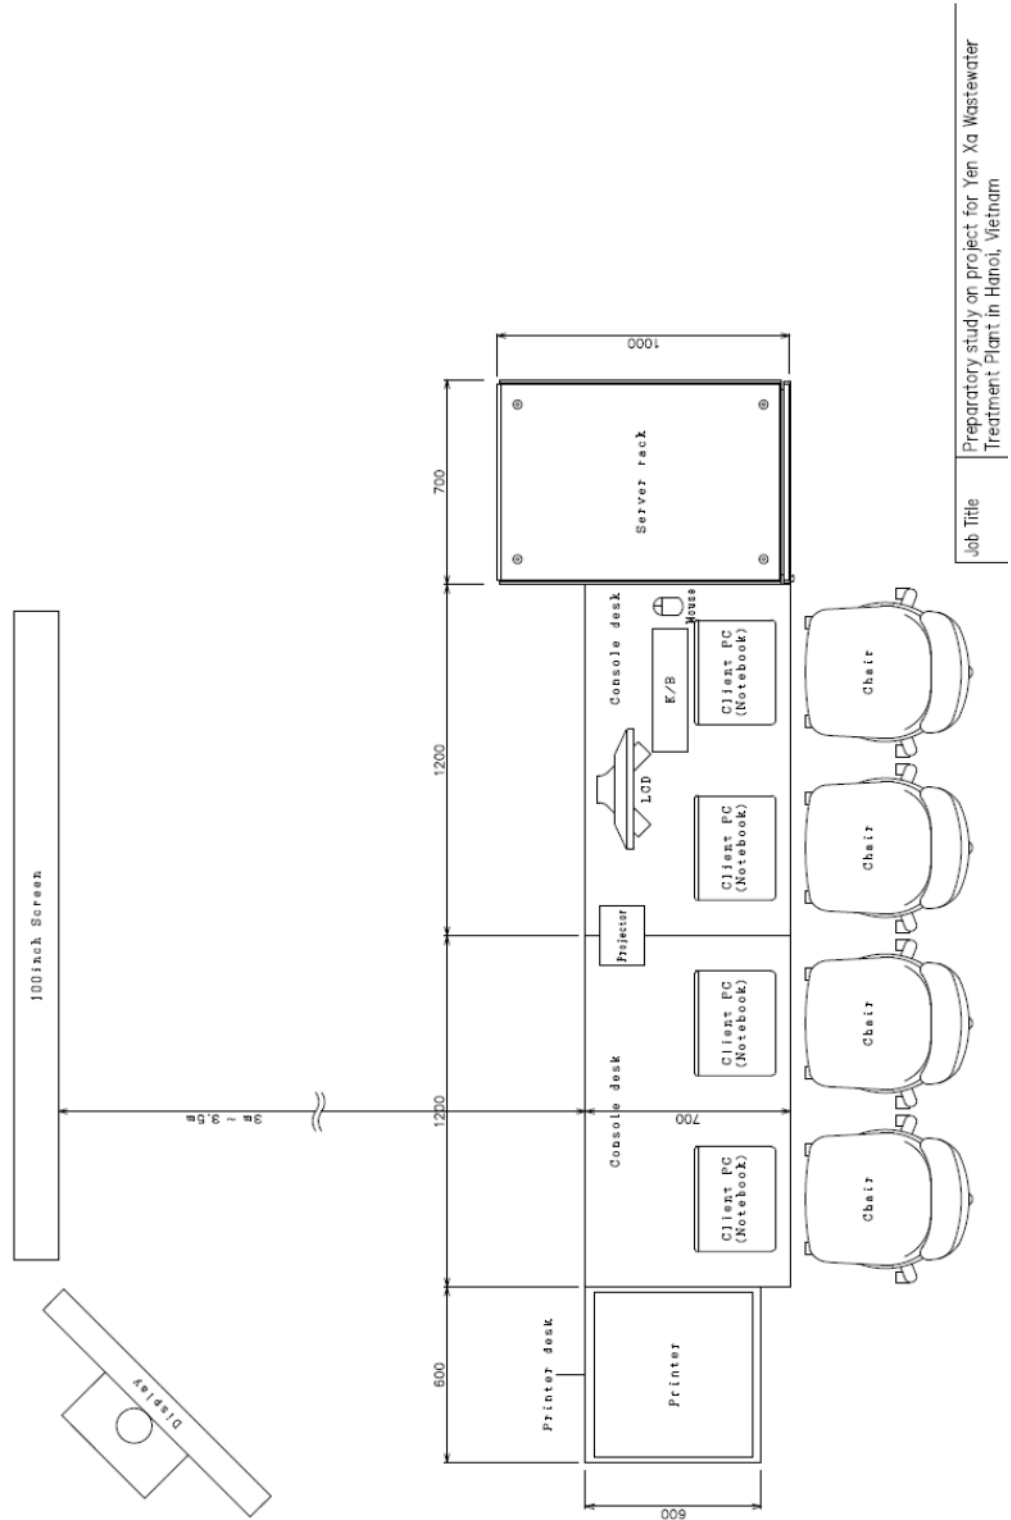 100inch Screen
Display
3m ~ 3.5m
600
1200
1200
700
1000
700
600
Printer desk
Printer
Console desk
Console desk
Projector
LCD
K/B
Mouse
Server rack
Client PC
(Notebook)
Client PC
(Notebook)
Client PC
(Notebook)
Client PC
(Notebook)
Chair
Chair
Chair
Chair
Job Title
Preparatory study on project for Yen Xa Wastewater
Treatment Plant in Hanoi, Vietnam